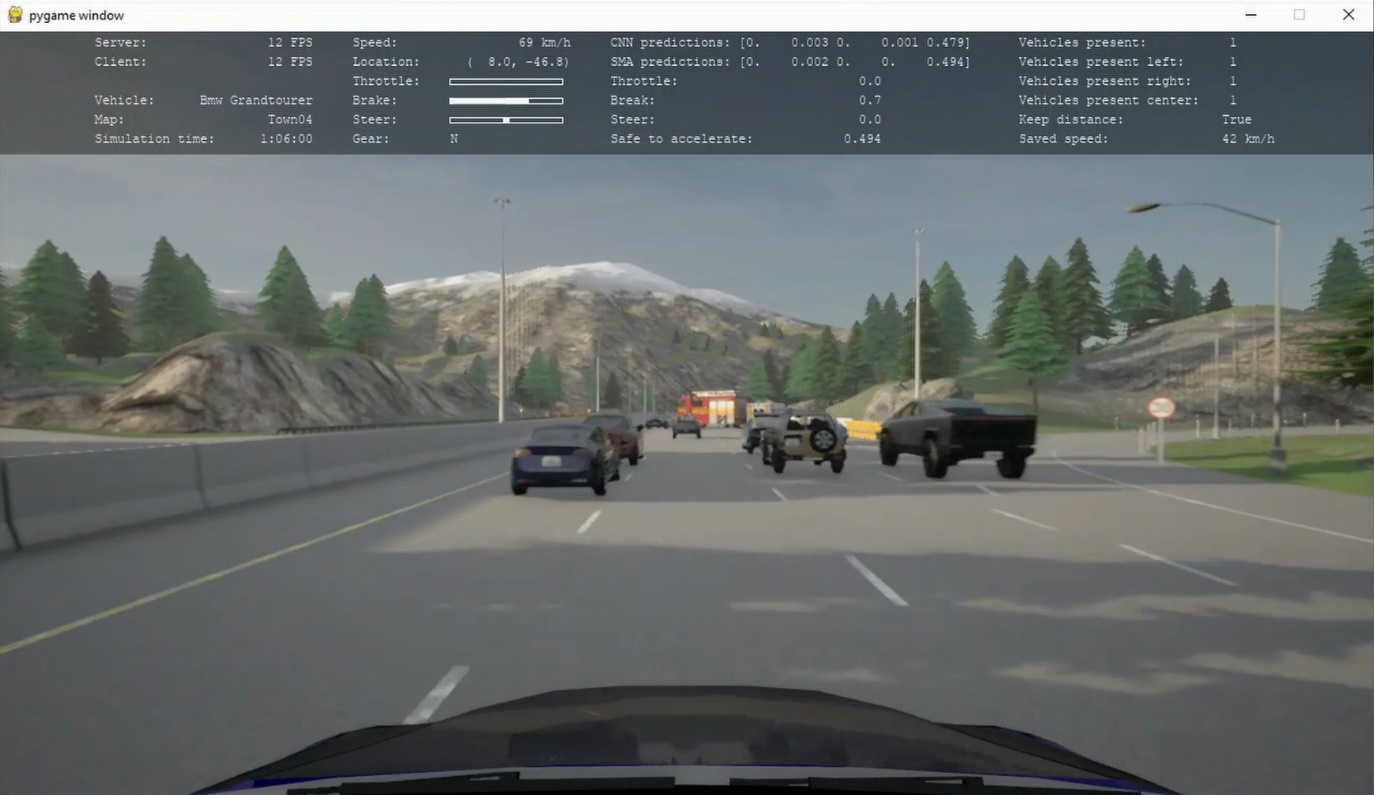 pygame window
Server: 12 FPS Speed: 69 km/h CNN predictions: [0. 0.003 0. 0.001 0.479] Vehicles present: 1
Client: 12 FPS Location: ( 8.0, -46.8) SMA predictions: [0. 0.002 0. 0. 0.494] Vehicles present left: 1
Throttle: Throttle: 0.0 Vehicles present right: 1
Vehicle: Bmw Grandtourer Brake: Break: 0.7 Vehicles present center: 1
Map: Town04 Steer: Steer: 0.0 Keep distance: True
Simulation time: 1:06:00 Gear: N Safe to accelerate: 0.494 Saved speed: 42 km/h